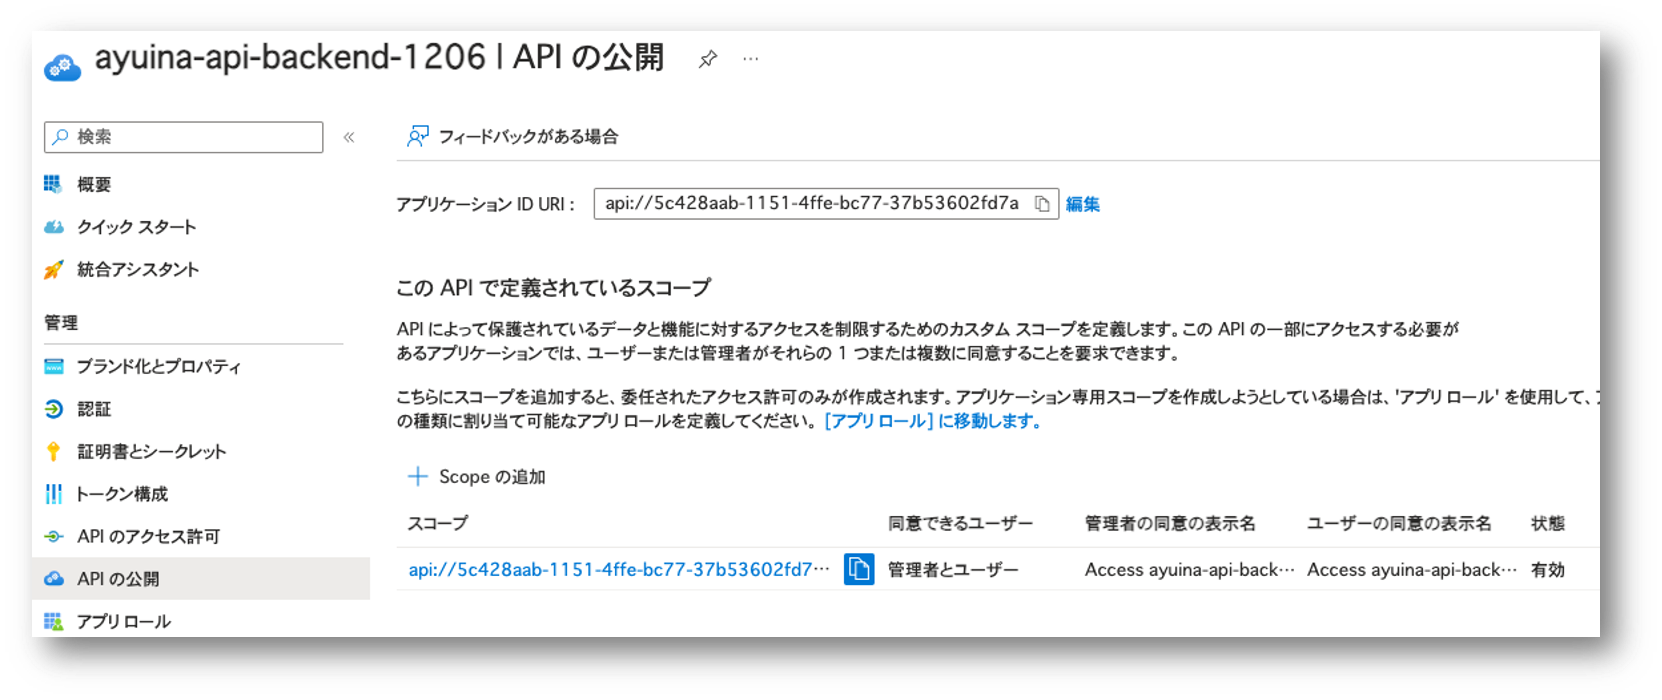 ayuina-api-backend-1206 | API の公開
検索
フィードバックがある場合
概要
クイック スタート
統合アシスタント
管理
ブランド化とプロパティ
認証
証明書とシークレット
トークン構成
API のアクセス許可
API の公開
アプリ ロール
アプリケーション ID URI : api://5c428aab-1151-4ffe-bc77-37b53602fd7a 編集
この API で定義されているスコープ
API によって保護されているデータと機能に対するアクセスを制限するためのカスタム スコープを定義します。この API の一部にアクセスする必要が
あるアプリケーションでは、ユーザーまたは管理者がそれらの 1 つまたは複数に同意することを要求できます。
こちらにスコープを追加すると、委任されたアクセス許可のみが作成されます。アプリケーション専用スコープを作成しようとしている場合は、'アプリ ロール' を使用して、
の種類に割り当て可能なアプリ ロールを定義してください。[アプリ ロール] に移動します。
Scope の追加
スコープ 同意できるユーザー 管理者の同意の表示名 ユーザーの同意の表示名 状態
api://5c428aab-1151-4ffe-bc77-37b53602fd7… 管理者とユーザー Access ayuina-api-back… Access ayuina-api-back… 有効